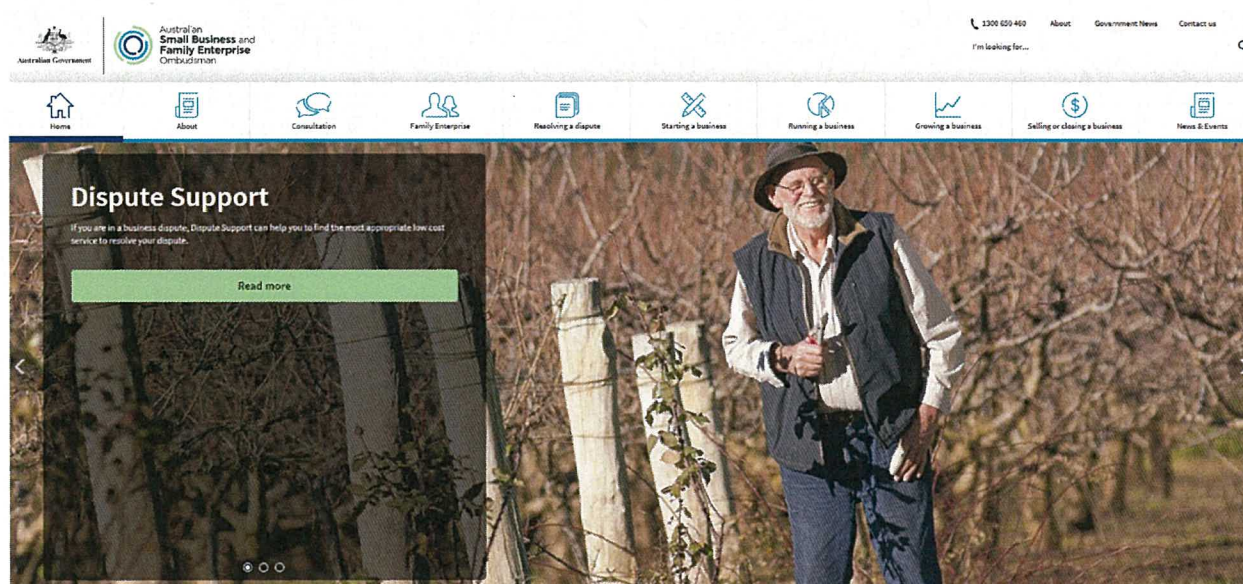 Australian Government
Australian
Small Business and
Family Enterprise
Ombudsman
1300 650 460 About Government News Contact us
I'm looking for...
Home About Consultation Family Enterprise Resolving a dispute Starting a business Running a business Growing a business Selling or closing a business News & Events
Dispute Support
If you are in a business dispute, Dispute Support can help you to find the most appropriate low cost
service to resolve your dispute.
Read more